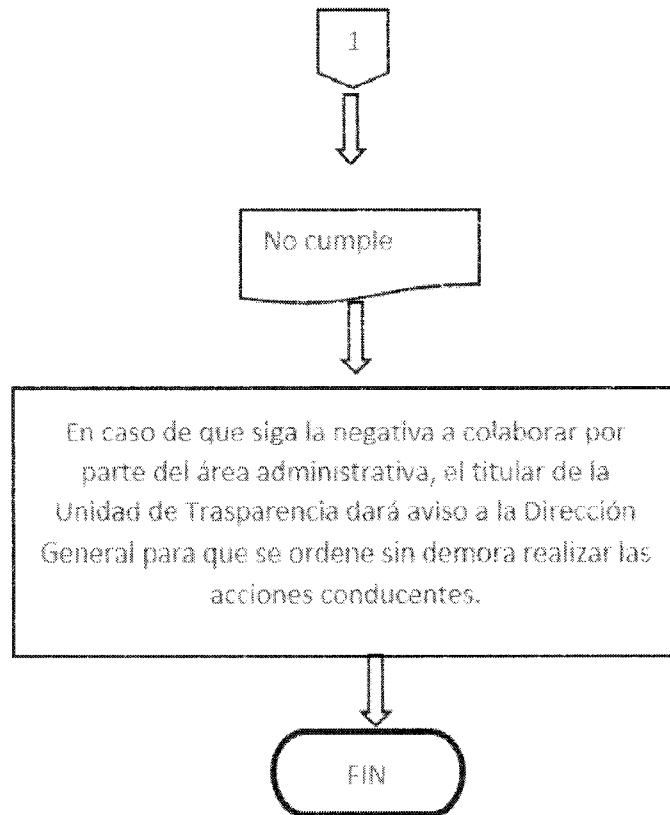 1
No cumple
En caso de que siga la negativa a colaborar por
parte del área administrativa, el titular de la
Unidad de Trasparencia dará aviso a la Dirección
General para que se ordene sin demora realizar las
acciones conducentes.
FIN